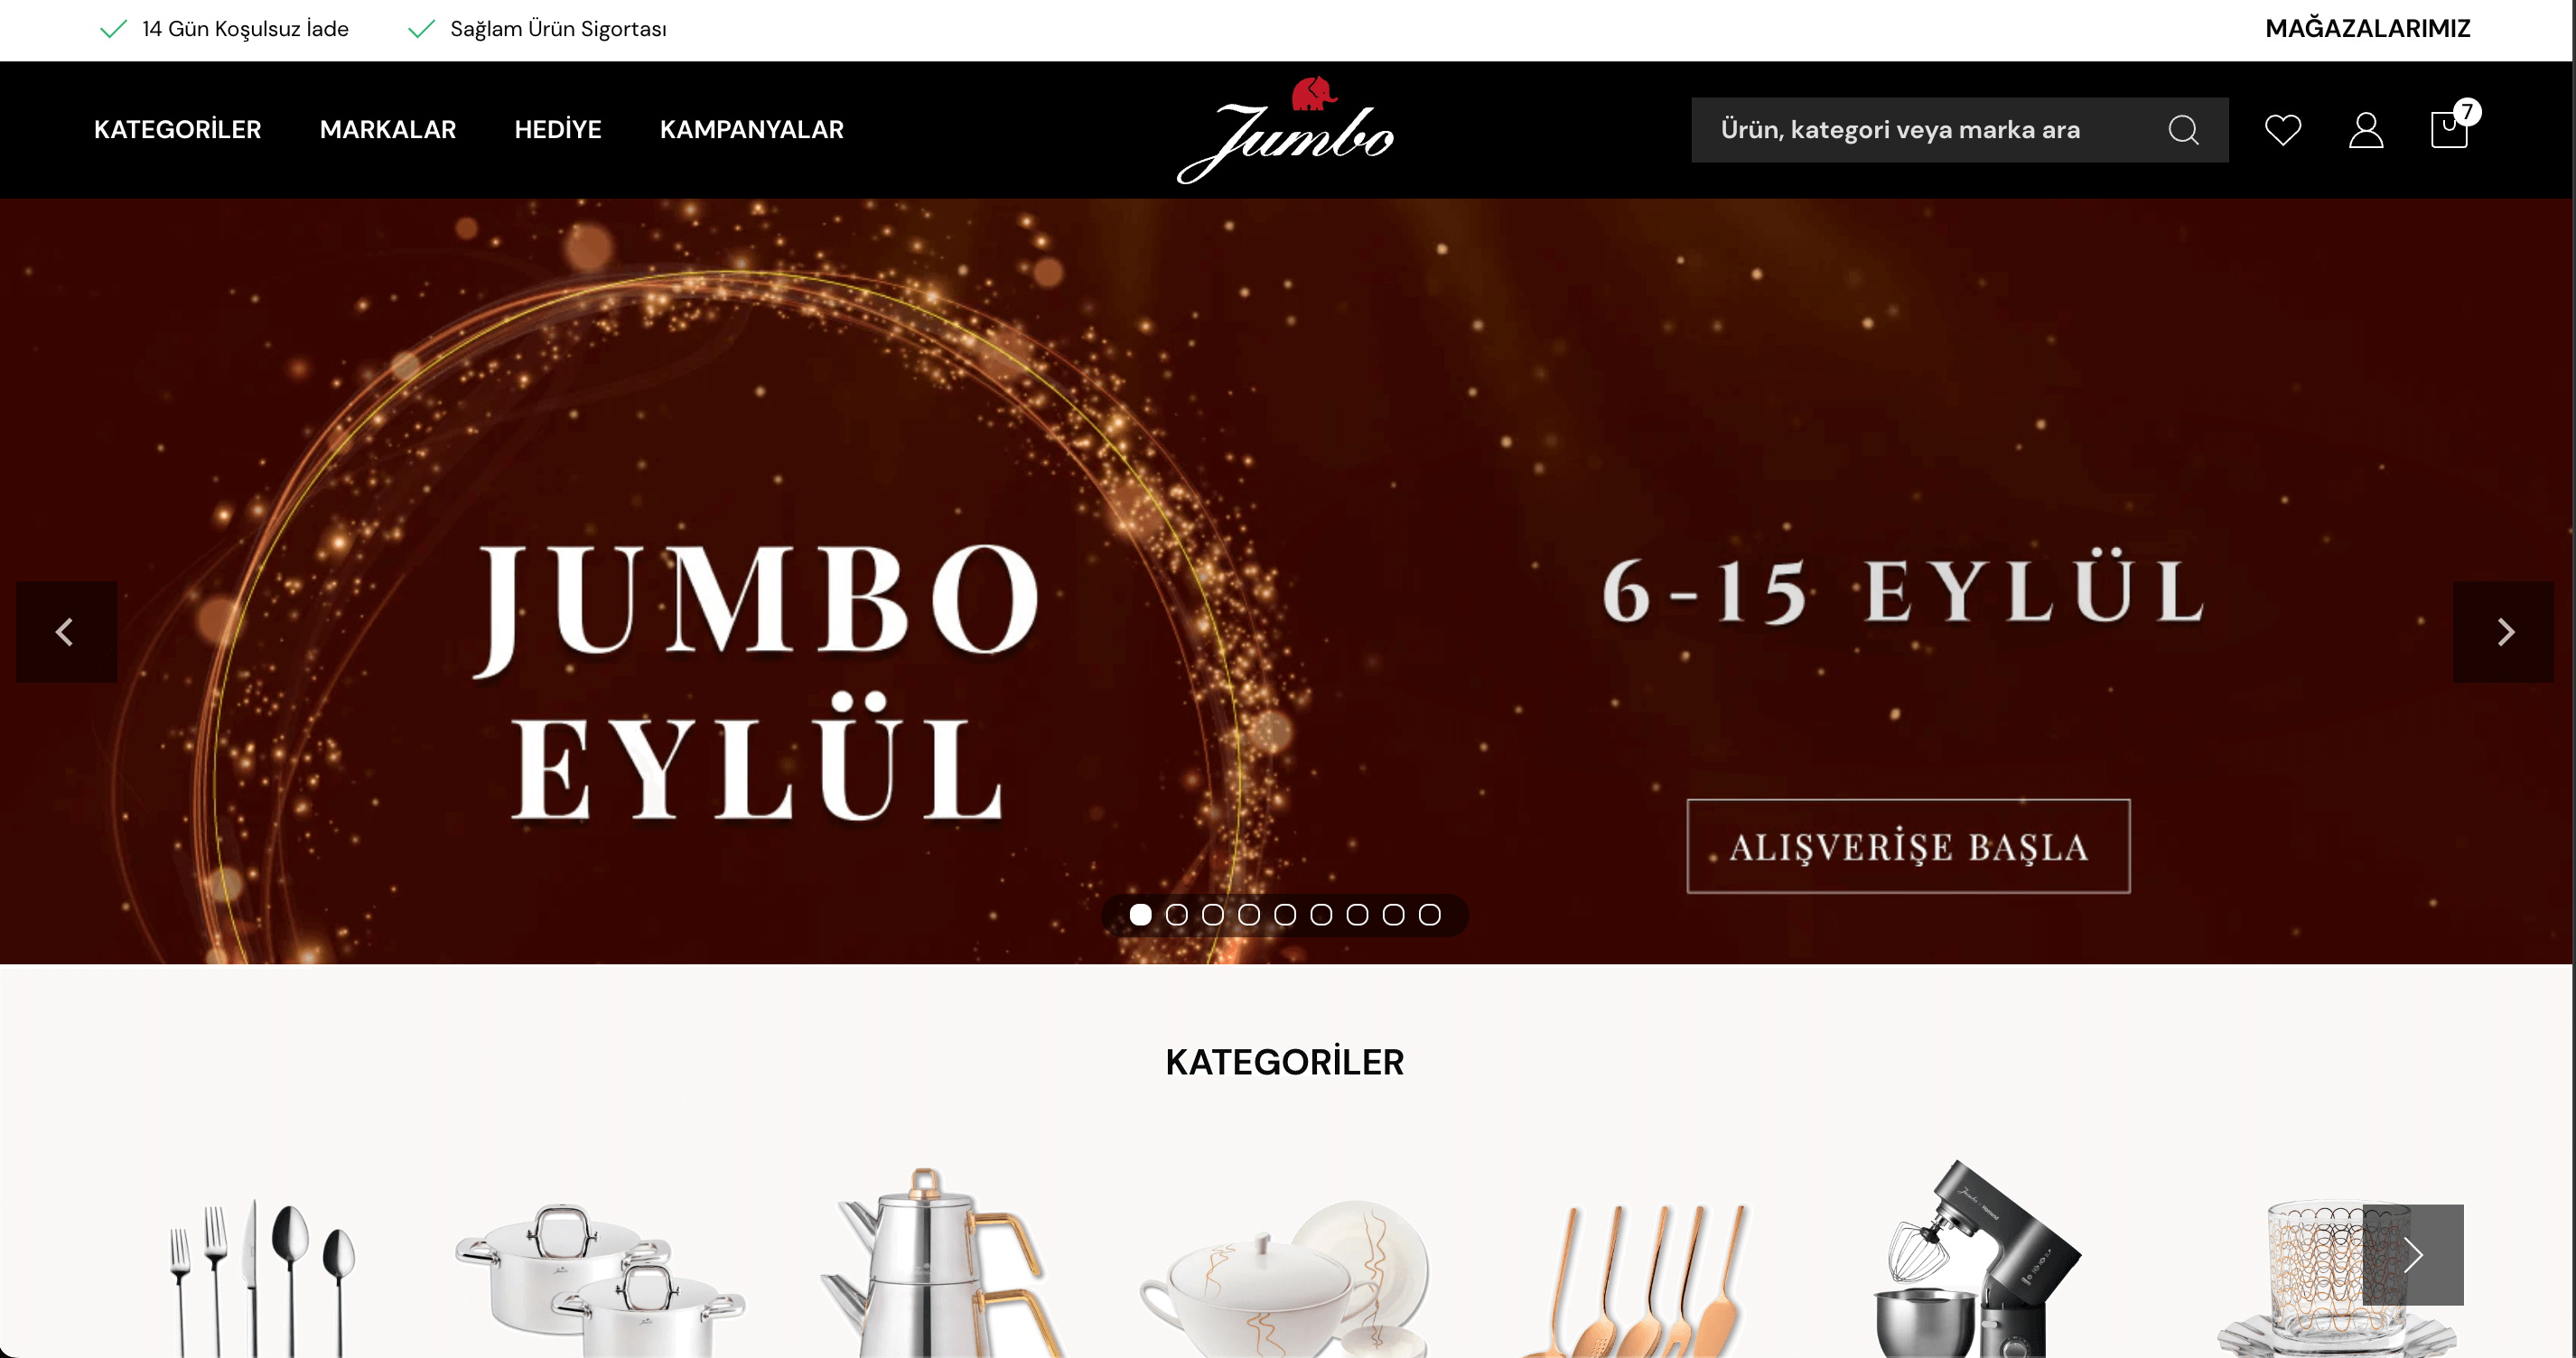 14 Gün Koşulsuz İade
Sağlam Ürün Sigortası
MAĞAZALARIMIZ
KATEGORİLER
MARKALAR
HEDİYE
KAMPANYALAR
Jumbo
Ürün, kategori veya marka ara
7
JUMBO
EYLÜL
6-15 EYLÜL
ALIŞVERİŞE BAŞLA
KATEGORİLER